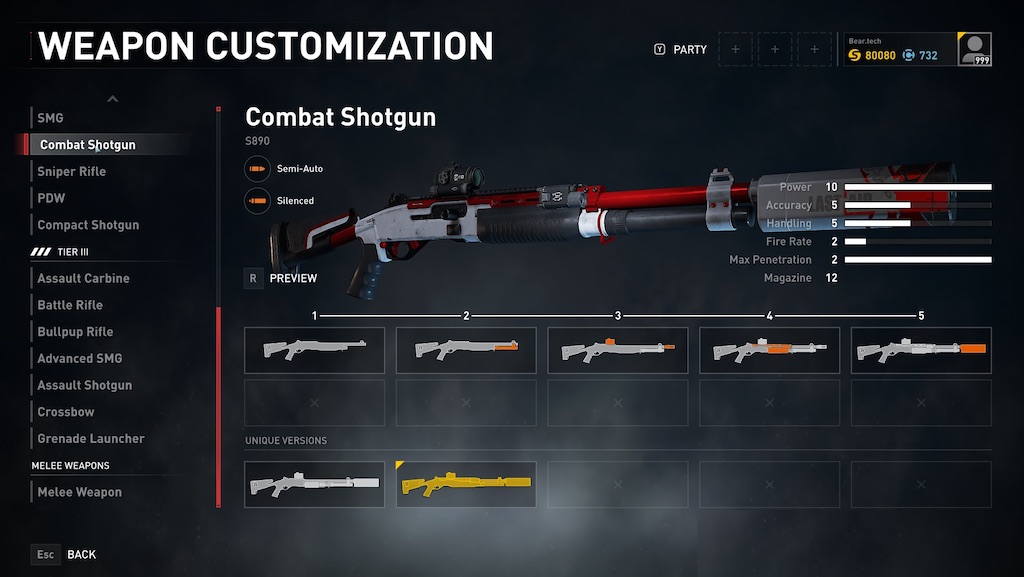 WEAPON CUSTOMIZATION
Y PARTY
Bear.tech
80080 732
999
SMG
Combat Shotgun
Sniper Rifle
PDW
Compact Shotgun
TIER III
Assault Carbine
Battle Rifle
Bullpup Rifle
Advanced SMG
Assault Shotgun
Crossbow
Grenade Launcher
MELEE WEAPONS
Melee Weapon
Combat Shotgun
S890
Semi-Auto
Silenced
R PREVIEW
Power 10
Accuracy 5
Handling 5
Fire Rate 2
Max Penetration 2
Magazine 12
1 2 3 4 5
UNIQUE VERSIONS
Esc BACK